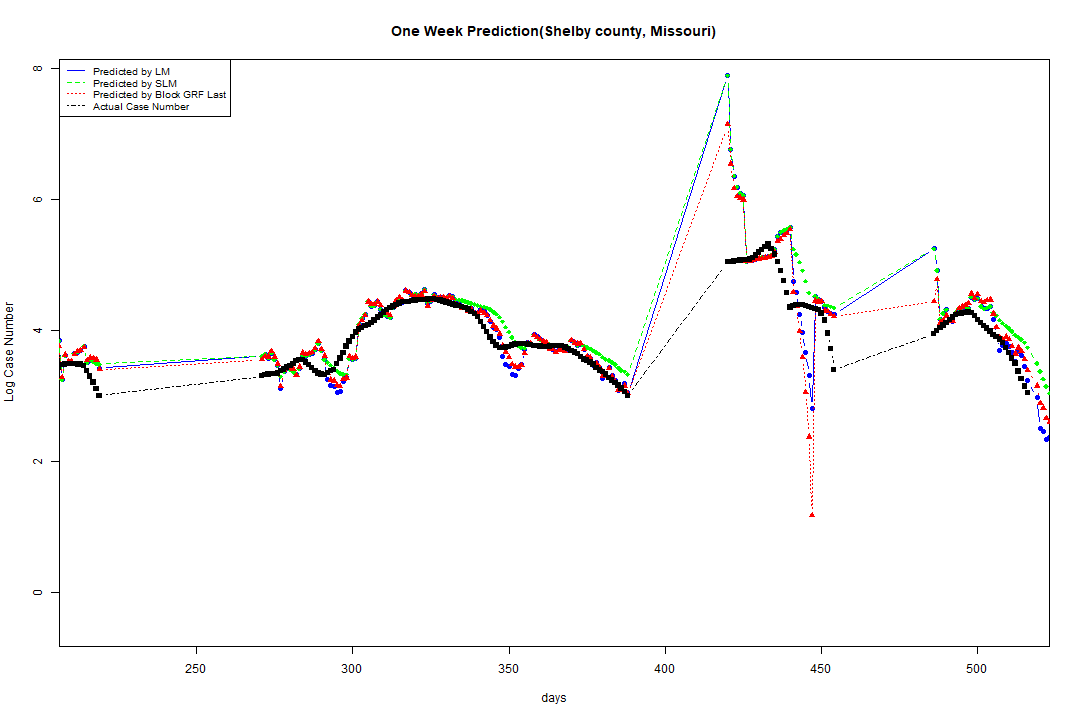 One Week Prediction(Shelby county, Missouri)
Predicted by LM
Predicted by SLM
Predicted by Block GRF Last
Actual Case Number
Log Case Number
8
6
4
2
0
250 300 350 400 450 500
days